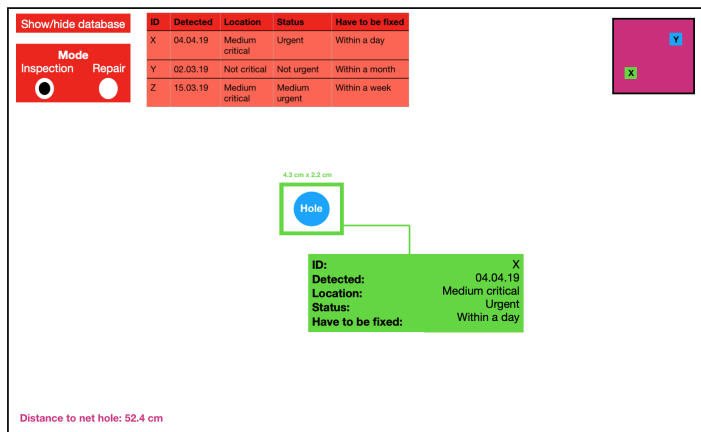 Show/hide database
Mode
Inspection Repair
ID Detected Location Status Have to be fixed
X 04.04.19 Medium critical Urgent Within a day
Y 02.03.19 Not critical Not urgent Within a month
Z 15.03.19 Medium critical Medium urgent Within a week
Y
X
4.3 cm x 2.2 cm
Hole
ID: X
Detected: 04.04.19
Location: Medium critical
Status: Urgent
Have to be fixed: Within a day
Distance to net hole: 52.4 cm